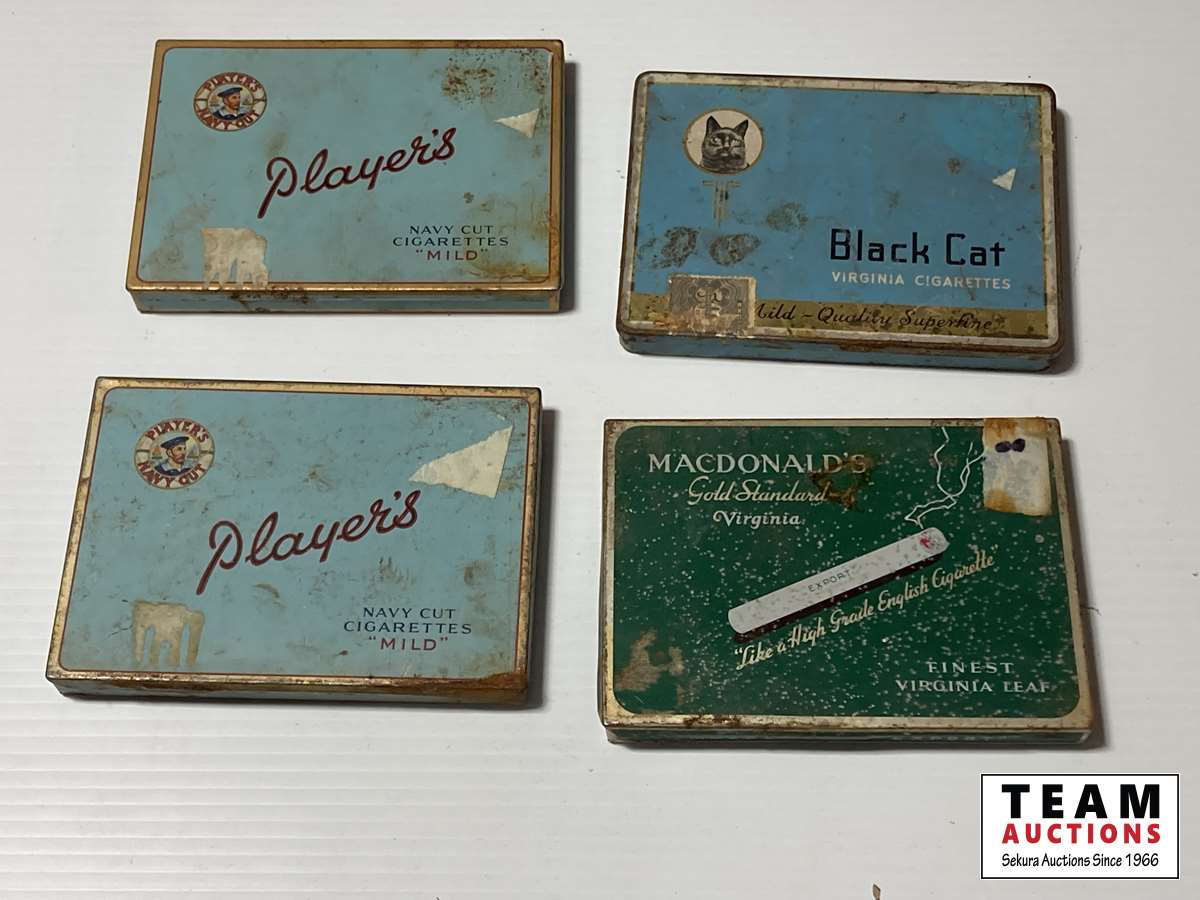 PLAYER'S
NAVY CUT
Player's
NAVY CUT
CIGARETTES
"MILD"
Black Cat
VIRGINIA CIGARETTES
Mild - Quality Superfine
PLAYER'S
NAVY CUT
Player's
NAVY CUT
CIGARETTES
"MILD"
MACDONALD'S
Gold Standard
Virginia
EXPORT
"Like a High Grade English Cigarette"
FINEST
VIRGINIA LEAF
TEAM
AUCTIONS
Sekura Auctions Since 1966